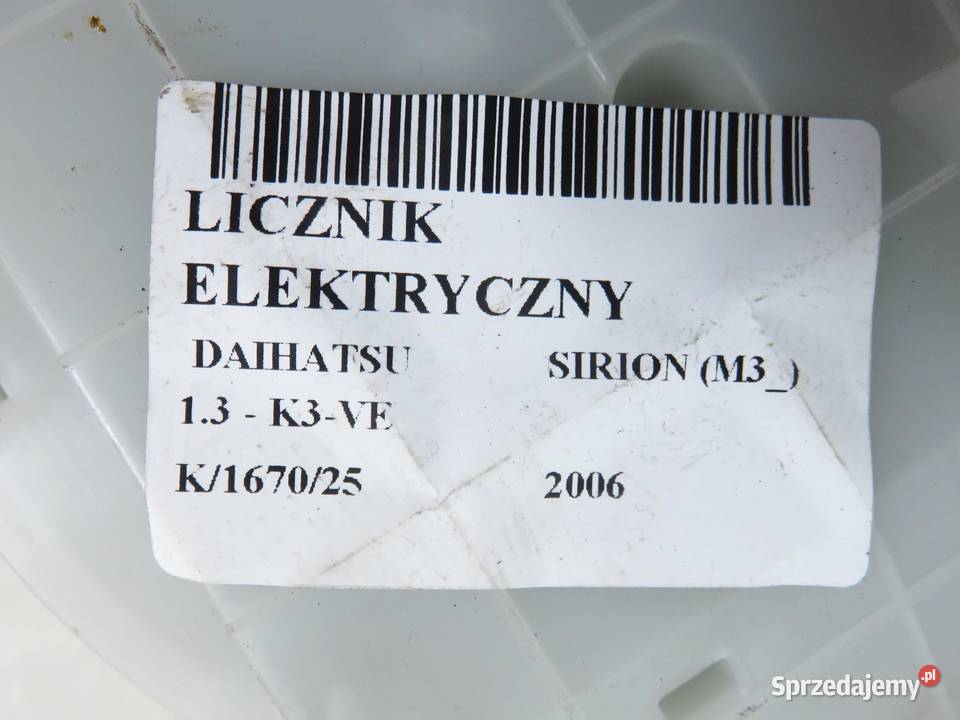 LICZNIK
ELEKTRYCZNY
DAIHATSU SIRION (M3_)
1.3 - K3-VE
K/1670/25 2006
Sprzedajemy.pl